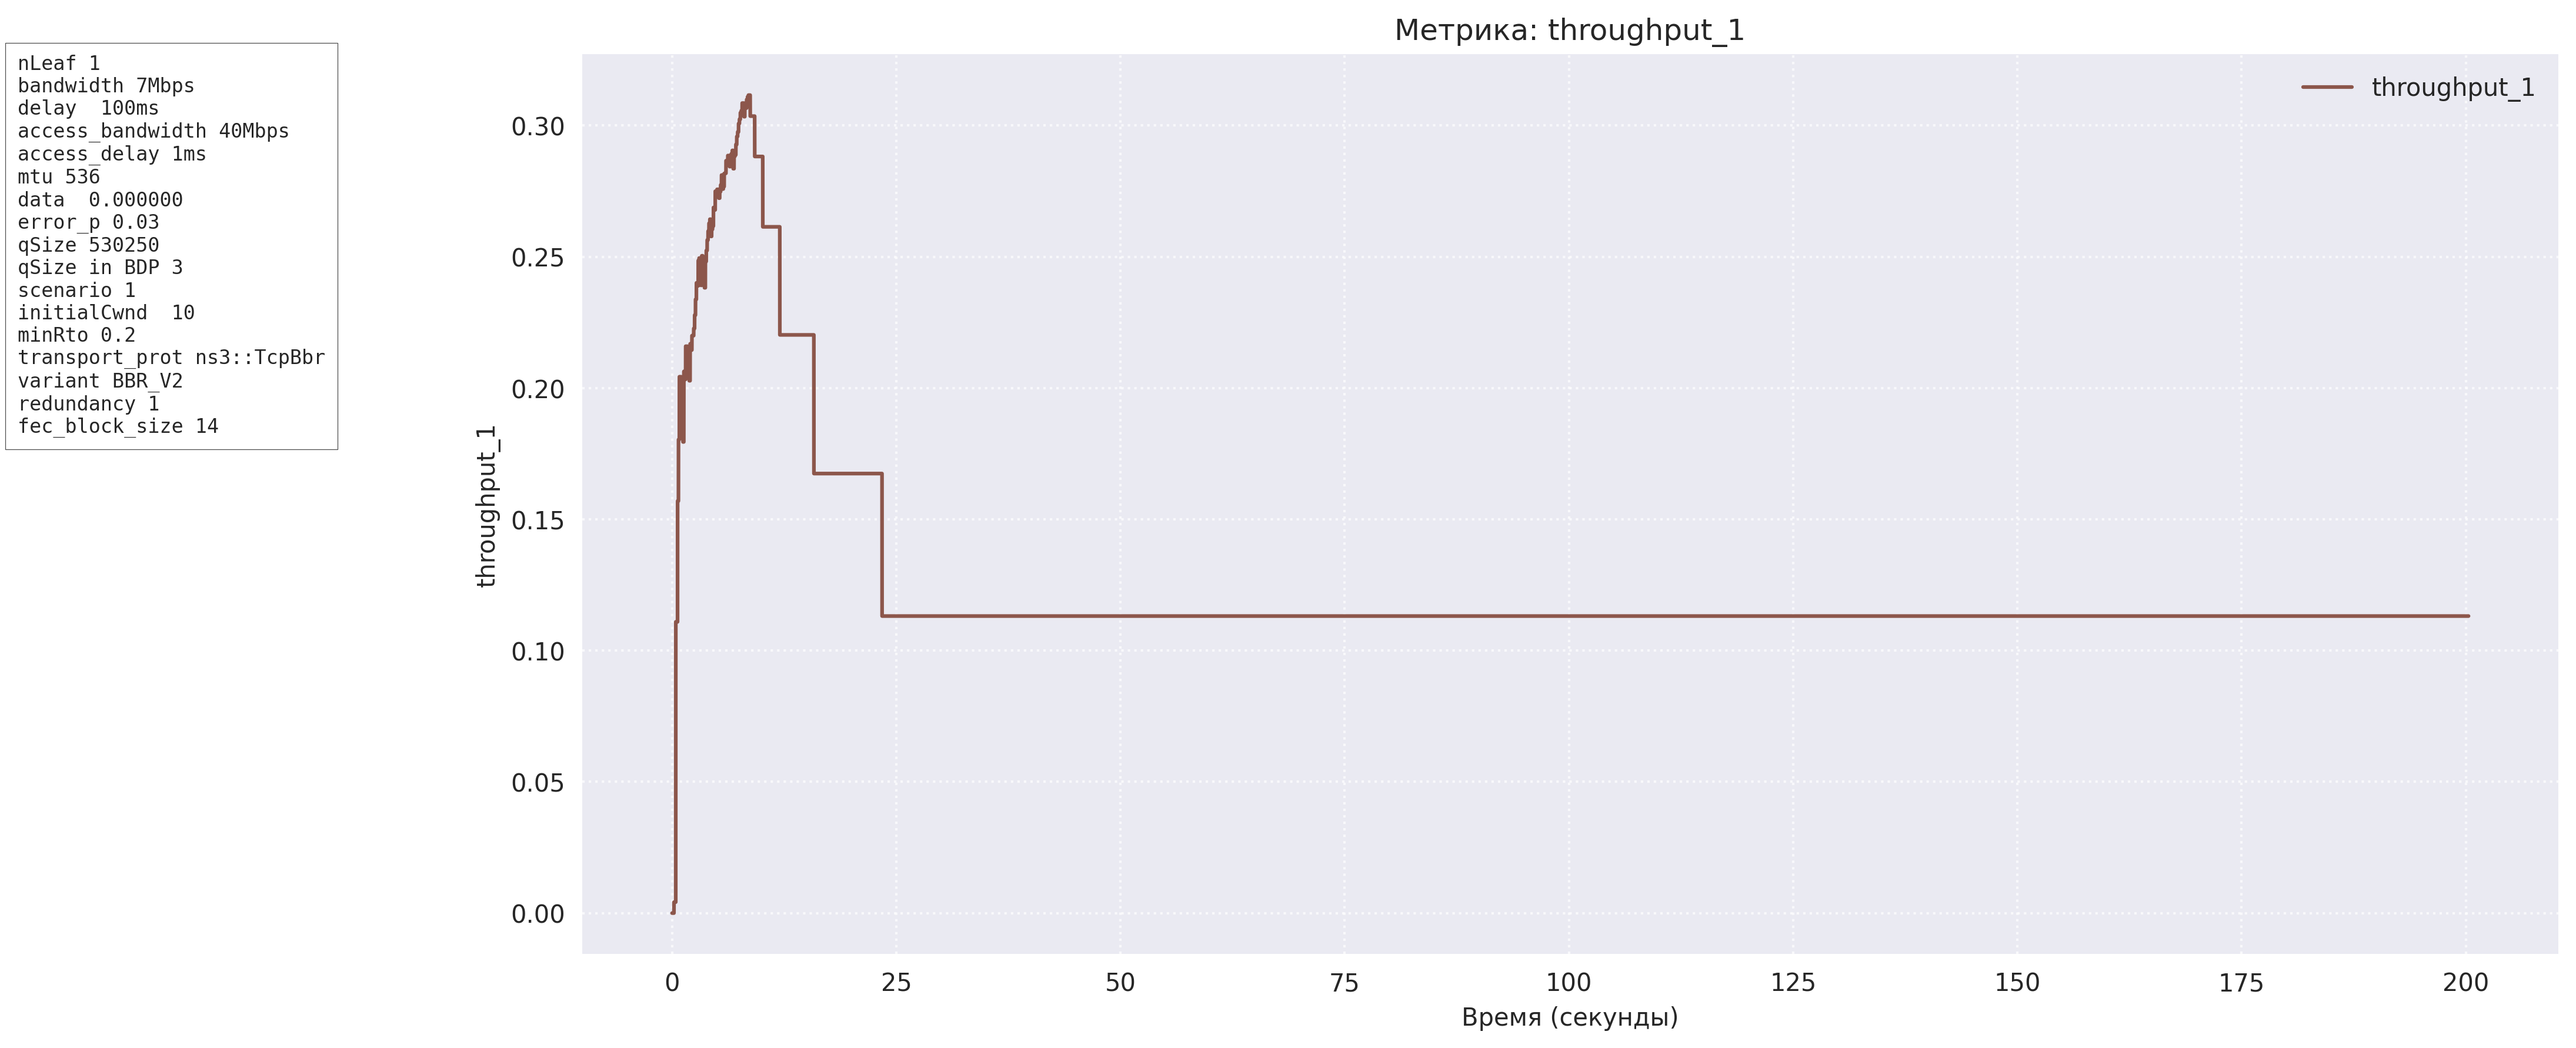 Метрика: throughput_1
nLeaf 1
bandwidth 7Mbps
delay  100ms
access_bandwidth 40Mbps
access_delay 1ms
mtu 536
data  0.000000
error_p 0.03
qSize 530250
qSize in BDP 3
scenario 1
initialCwnd  10
minRto 0.2
transport_prot ns3::TcpBbr
variant BBR_V2
redundancy 1
fec_block_size 14
throughput_1
throughput_1
0.30
0.25
0.20
0.15
0.10
0.05
0.00
0 25 50 75 100 125 150 175 200
Время (секунды)